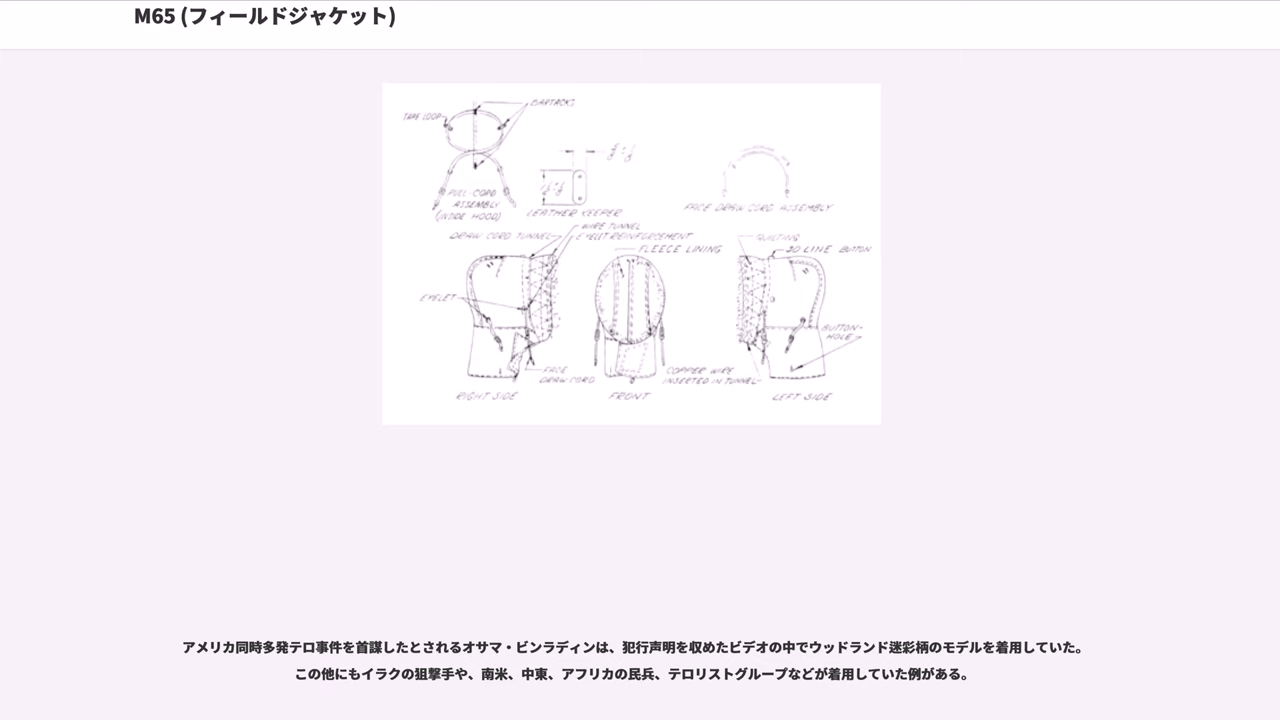 M65 (フィールドジャケット)
BARTACKS
TAPE LOOP
PULL-CORD
ASSEMBLY
(INSIDE HOOD)
LEATHER KEEPER
FACE DRAW CORD ASSEMBLY
WIRE TUNNEL
DRAW CORD TUNNEL
EYELET REINFORCEMENT
QUILTING
FLEECE LINING
30 LINE BUTTON
EYELET
BUTTON-
HOLE
FACE
DRAW CORD
COPPER WIRE
INSERTED IN TUNNEL
RIGHT SIDE
FRONT
LEFT SIDE
アメリカ同時多発テロ事件を首謀したとされるオサマ・ビンラディンは、犯行声明を収めたビデオの中でウッドランド迷彩柄のモデルを着用していた。
この他にもイラクの狙撃手や、南米、中東、アフリカの民兵、テロリストグループなどが着用していた例がある。